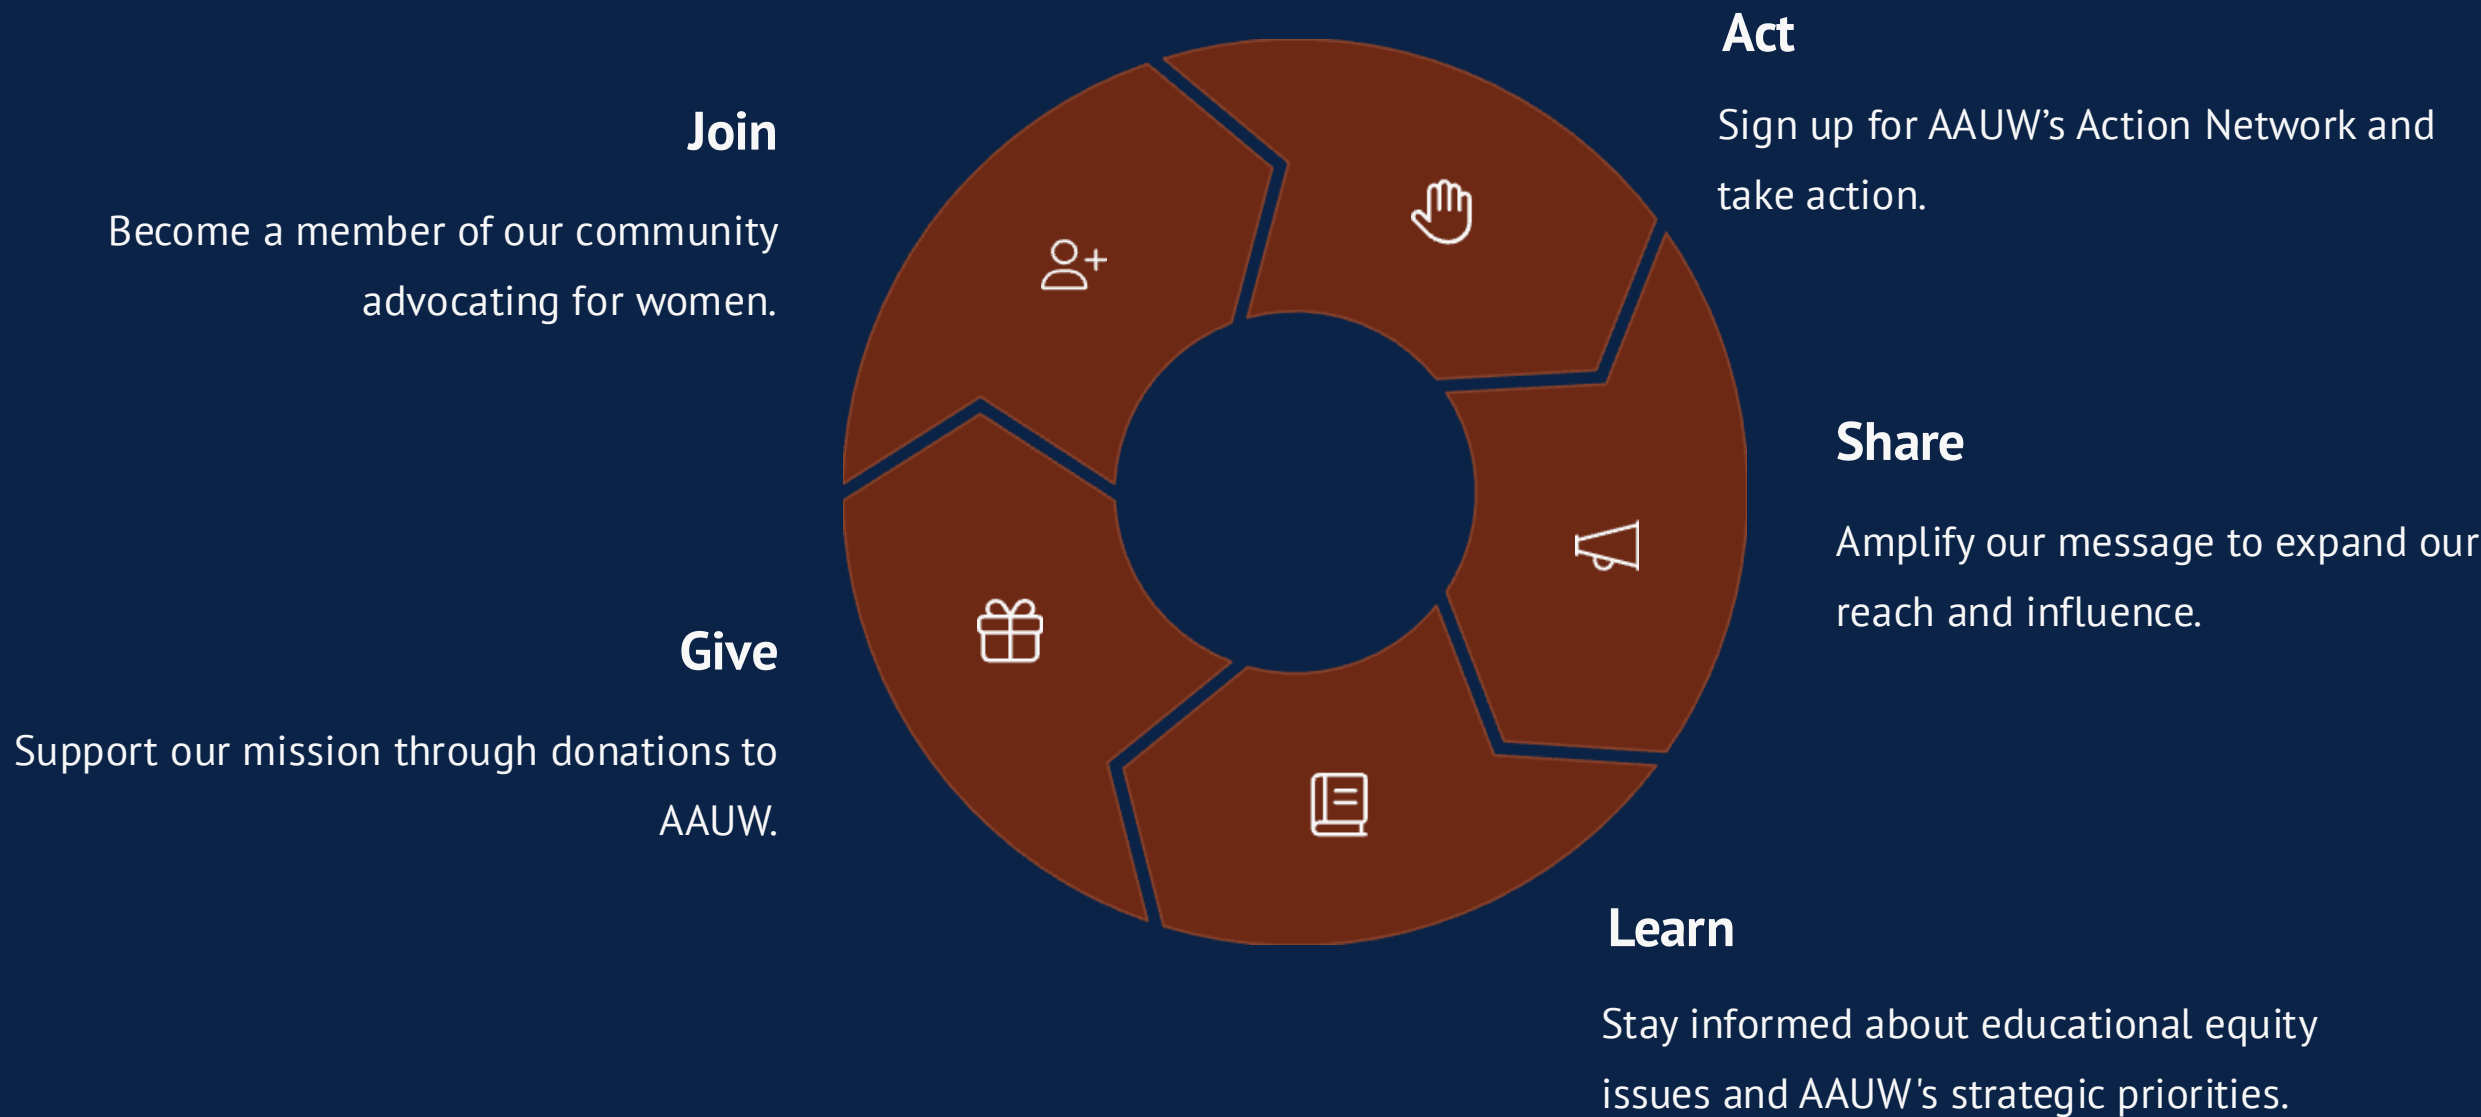 Join
Become a member of our community
advocating for women.
Act
Sign up for AAUW’s Action Network and
take action.
Share
Amplify our message to expand our
reach and influence.
Learn
Stay informed about educational equity
issues and AAUW's strategic priorities.
Give
Support our mission through donations to
AAUW.